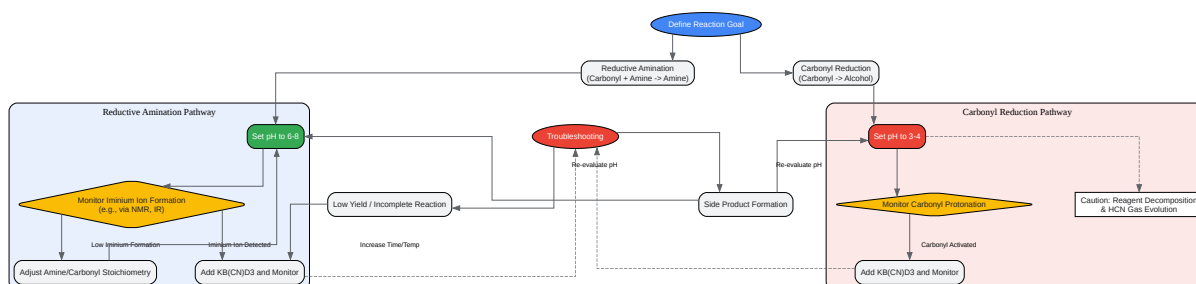 Define Reaction Goal
Reductive Amination
(Carbonyl + Amine -> Amine)
Carbonyl Reduction
(Carbonyl -> Alcohol)
Reductive Amination Pathway
Carbonyl Reduction Pathway
Set pH to 6-8
Troubleshooting
Set pH to 3-4
Re-evaluate pH
Re-evaluate pH
Monitor Iminium Ion Formation
(e.g., via NMR, IR)
Low Yield / Incomplete Reaction
Side Product Formation
Monitor Carbonyl Protonation
Caution: Reagent Decomposition
& HCN Gas Evolution
Low Iminium Formation
Iminium Ion Detected
Increase Time/Temp
Carbonyl Activated
Adjust Amine/Carbonyl Stoichiometry
Add KB(CN)D3 and Monitor
Add KB(CN)D3 and Monitor